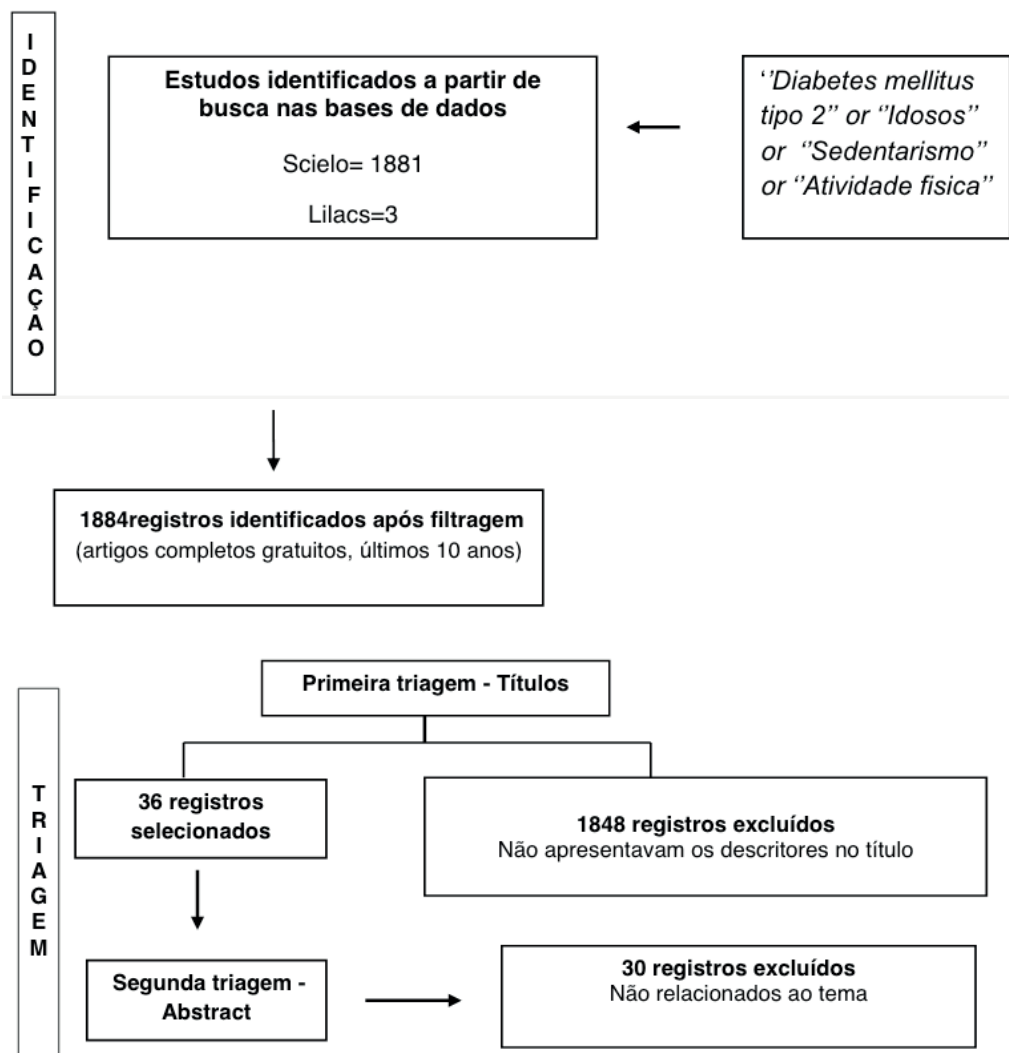 IDENTIFICAÇAO
Estudos identificados a partir de
busca nas bases de dados
Scielo= 1881
Lilacs=3
‘’Diabetes mellitus
tipo 2’’ or ‘’Idosos’’
or ‘’Sedentarismo’’
or ‘’Atividade fisica’’
1884registros identificados após filtragem
(artigos completos gratuitos, últimos 10 anos)
TRIAGEM
Primeira triagem - Títulos
36 registros
selecionados
1848 registros excluídos
Não apresentavam os descritores no título
Segunda triagem -
Abstract
30 registros excluídos
Não relacionados ao tema